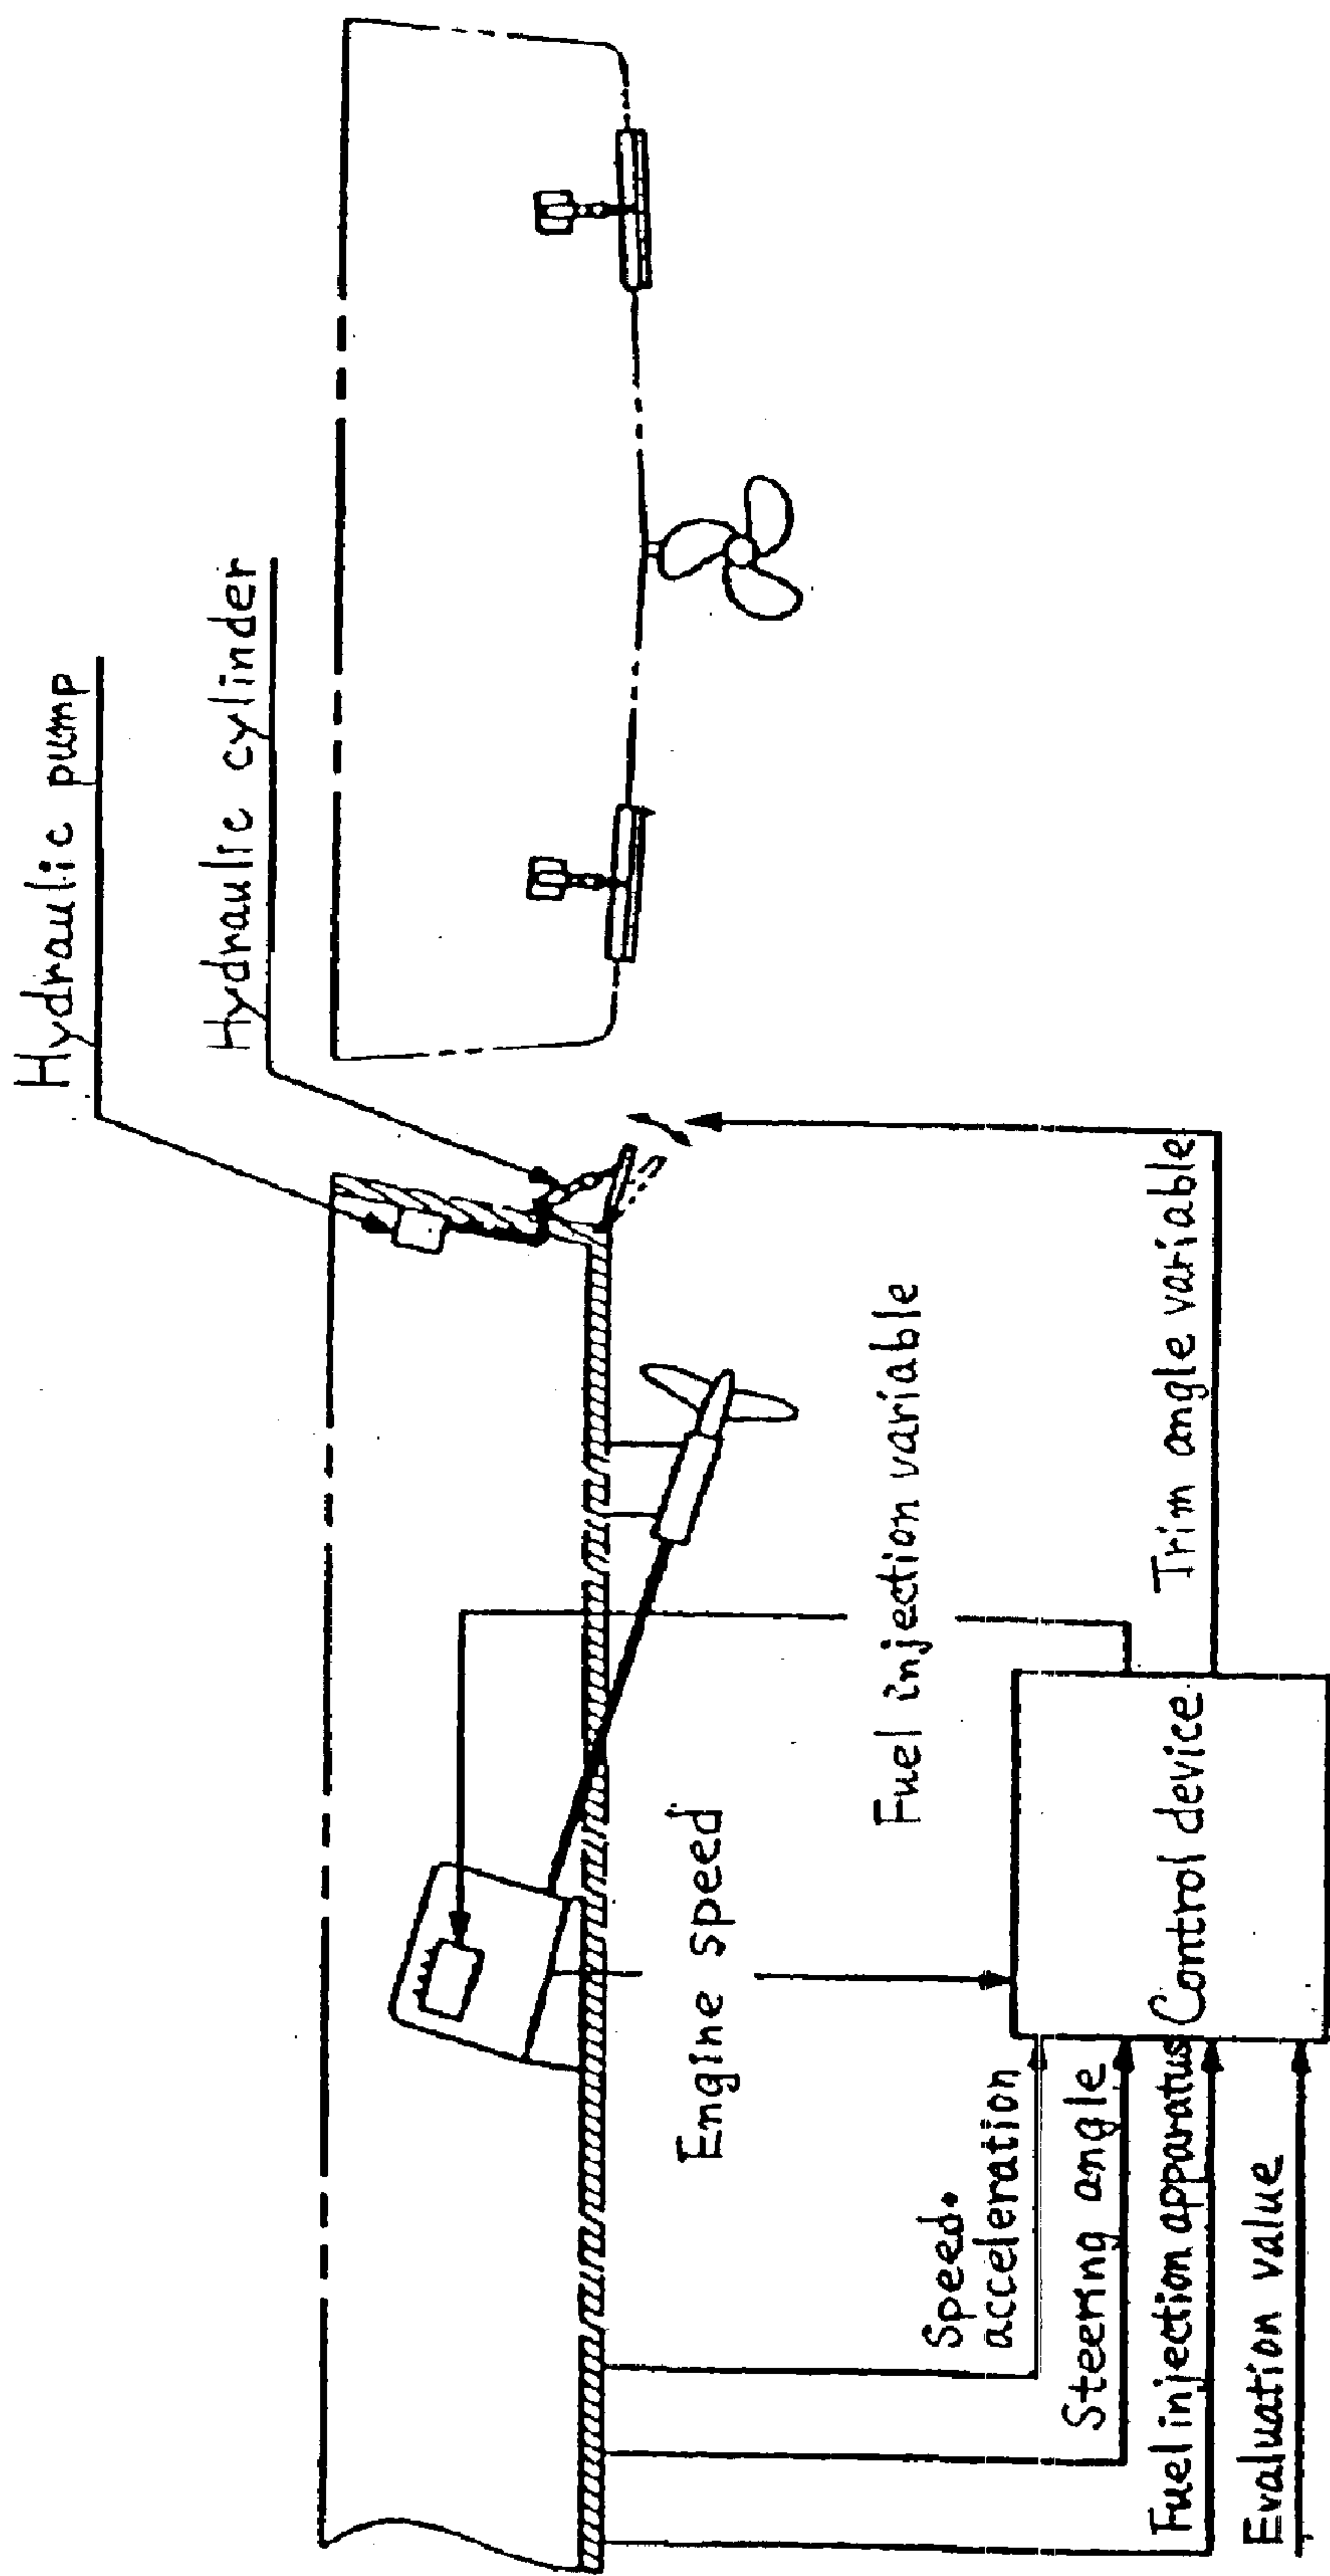 Hydraulic pump
Hydraulic cylinder
Engine speed
Fuel injection variable
Trim angle variable
Speed·
acceleration
Steering angle
Fuel injection apparatus
Evaluation value
Control device